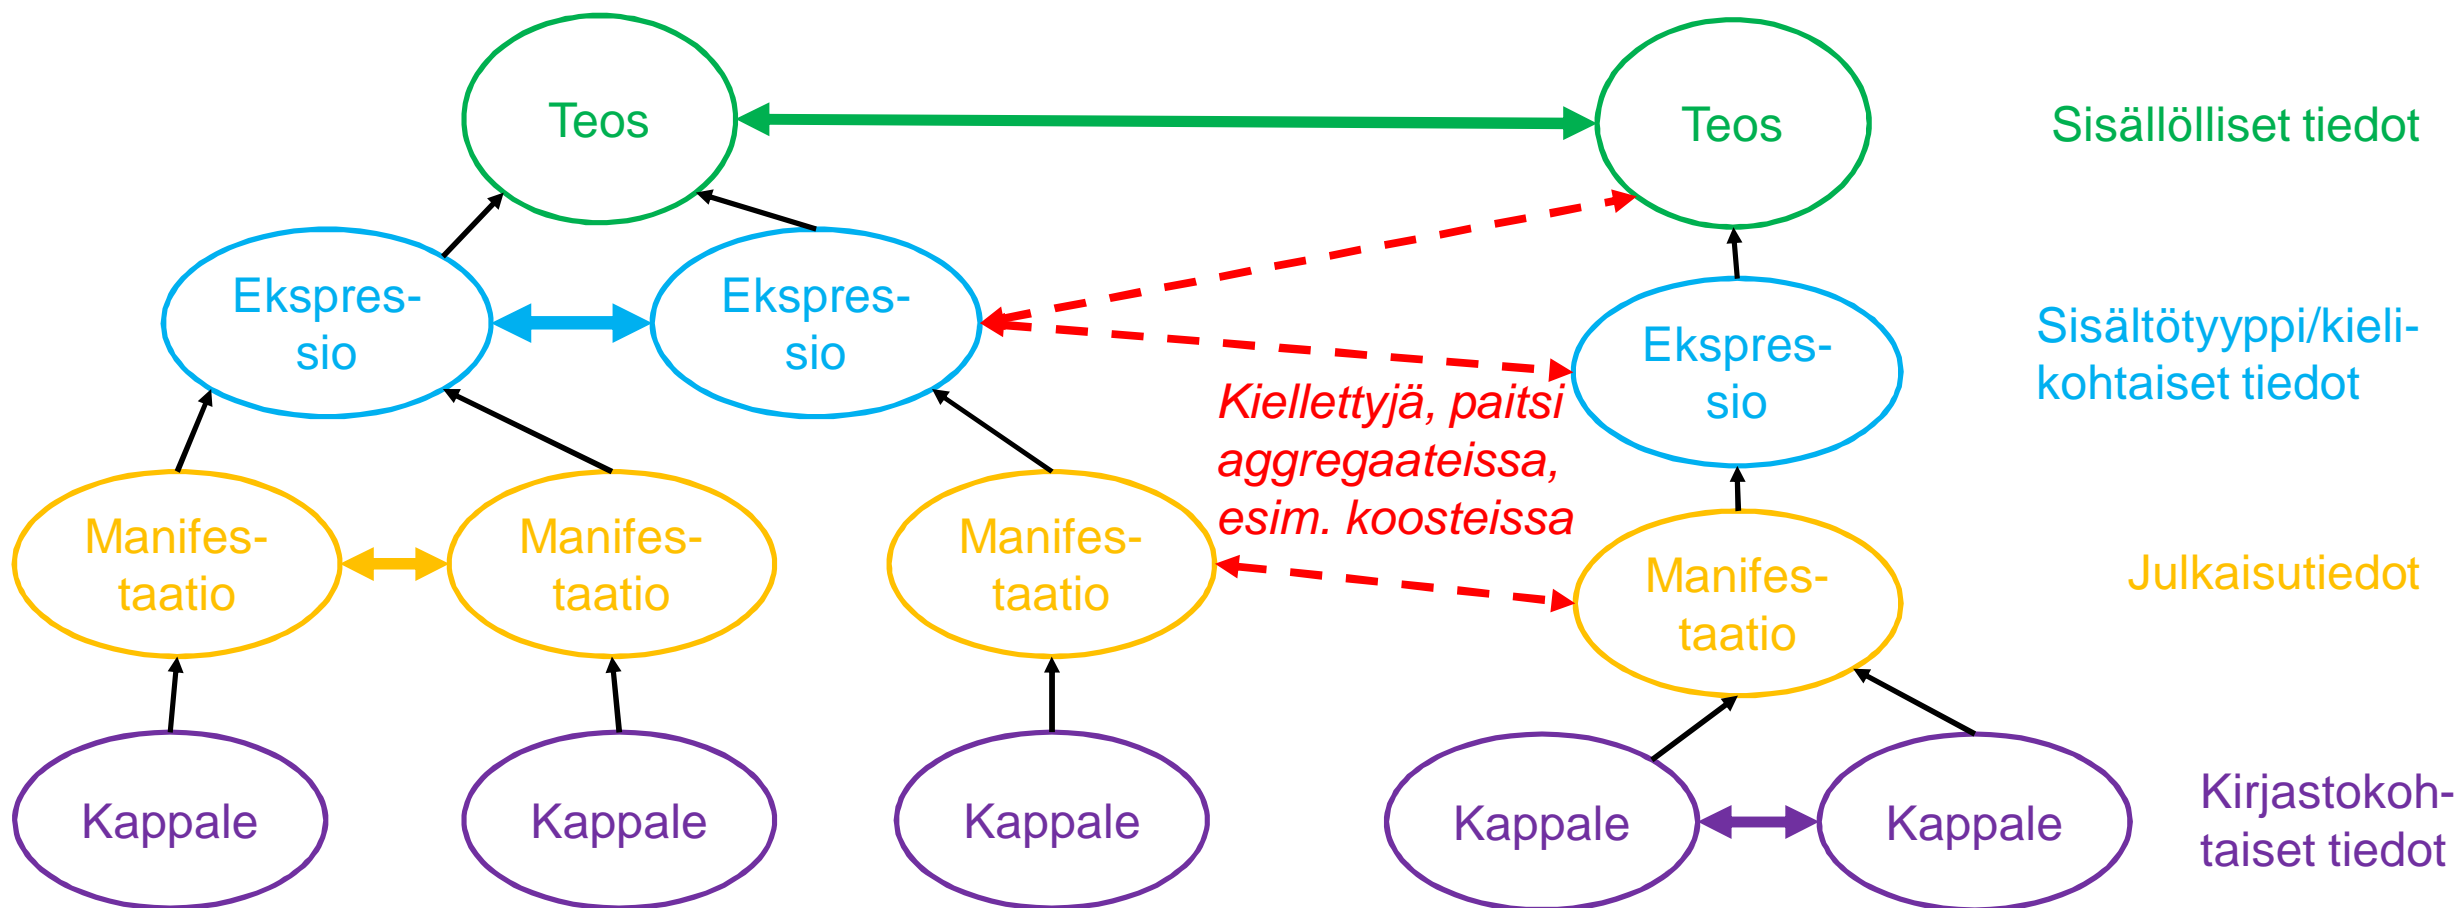 Teos
Teos
Sisällölliset tiedot
Ekspres-
sio
Ekspres-
sio
Ekspres-
sio
Sisältötyyppi/kieli-
kohtaiset tiedot
Kiellettyjä, paitsi
aggregaateissa,
esim. koosteissa
Manifes-
taatio
Manifes-
taatio
Manifes-
taatio
Manifes-
taatio
Julkaisutiedot
Kappale
Kappale
Kappale
Kappale
Kappale
Kirjastokoh-
taiset tiedot